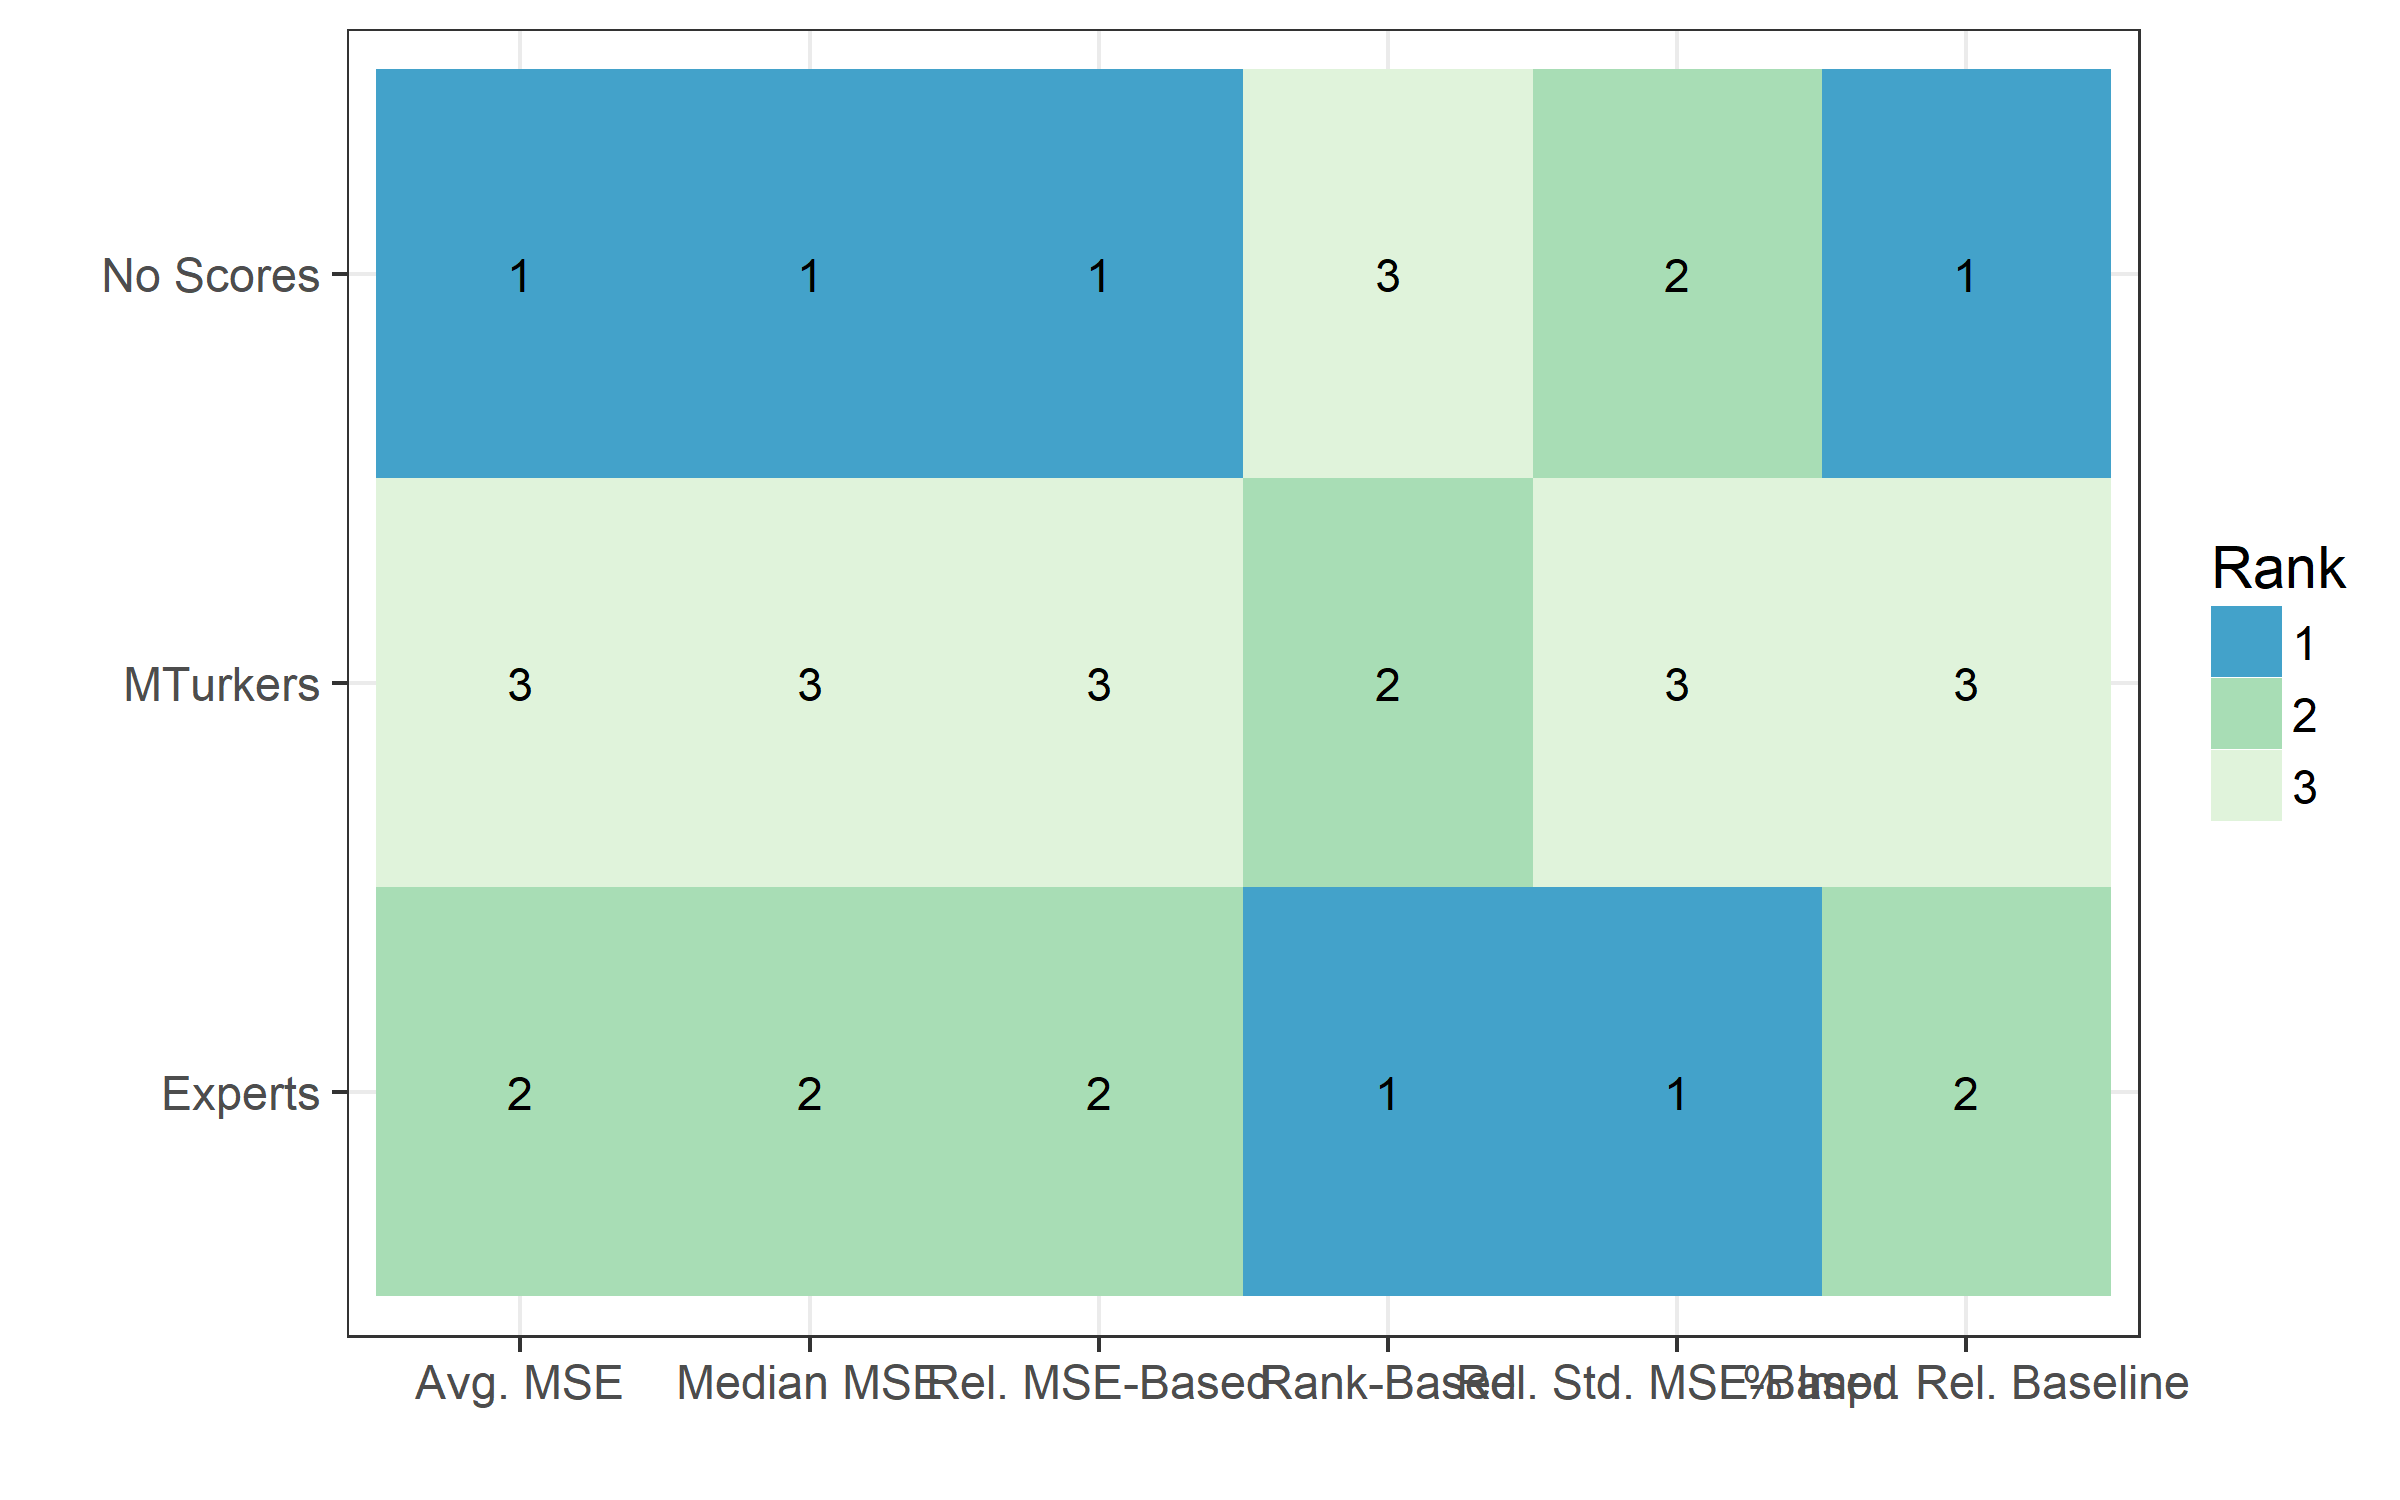 No Scores
1 1 1 3 2 1
MTurkers
3 3 3 2 3 3
Experts
2 2 2 1 1 2
Avg. MSE Median MSE Rel. MSE-Based Rank-Based Rel. Std. MSE-Based % Impr. Rel. Baseline
Rank
1
2
3